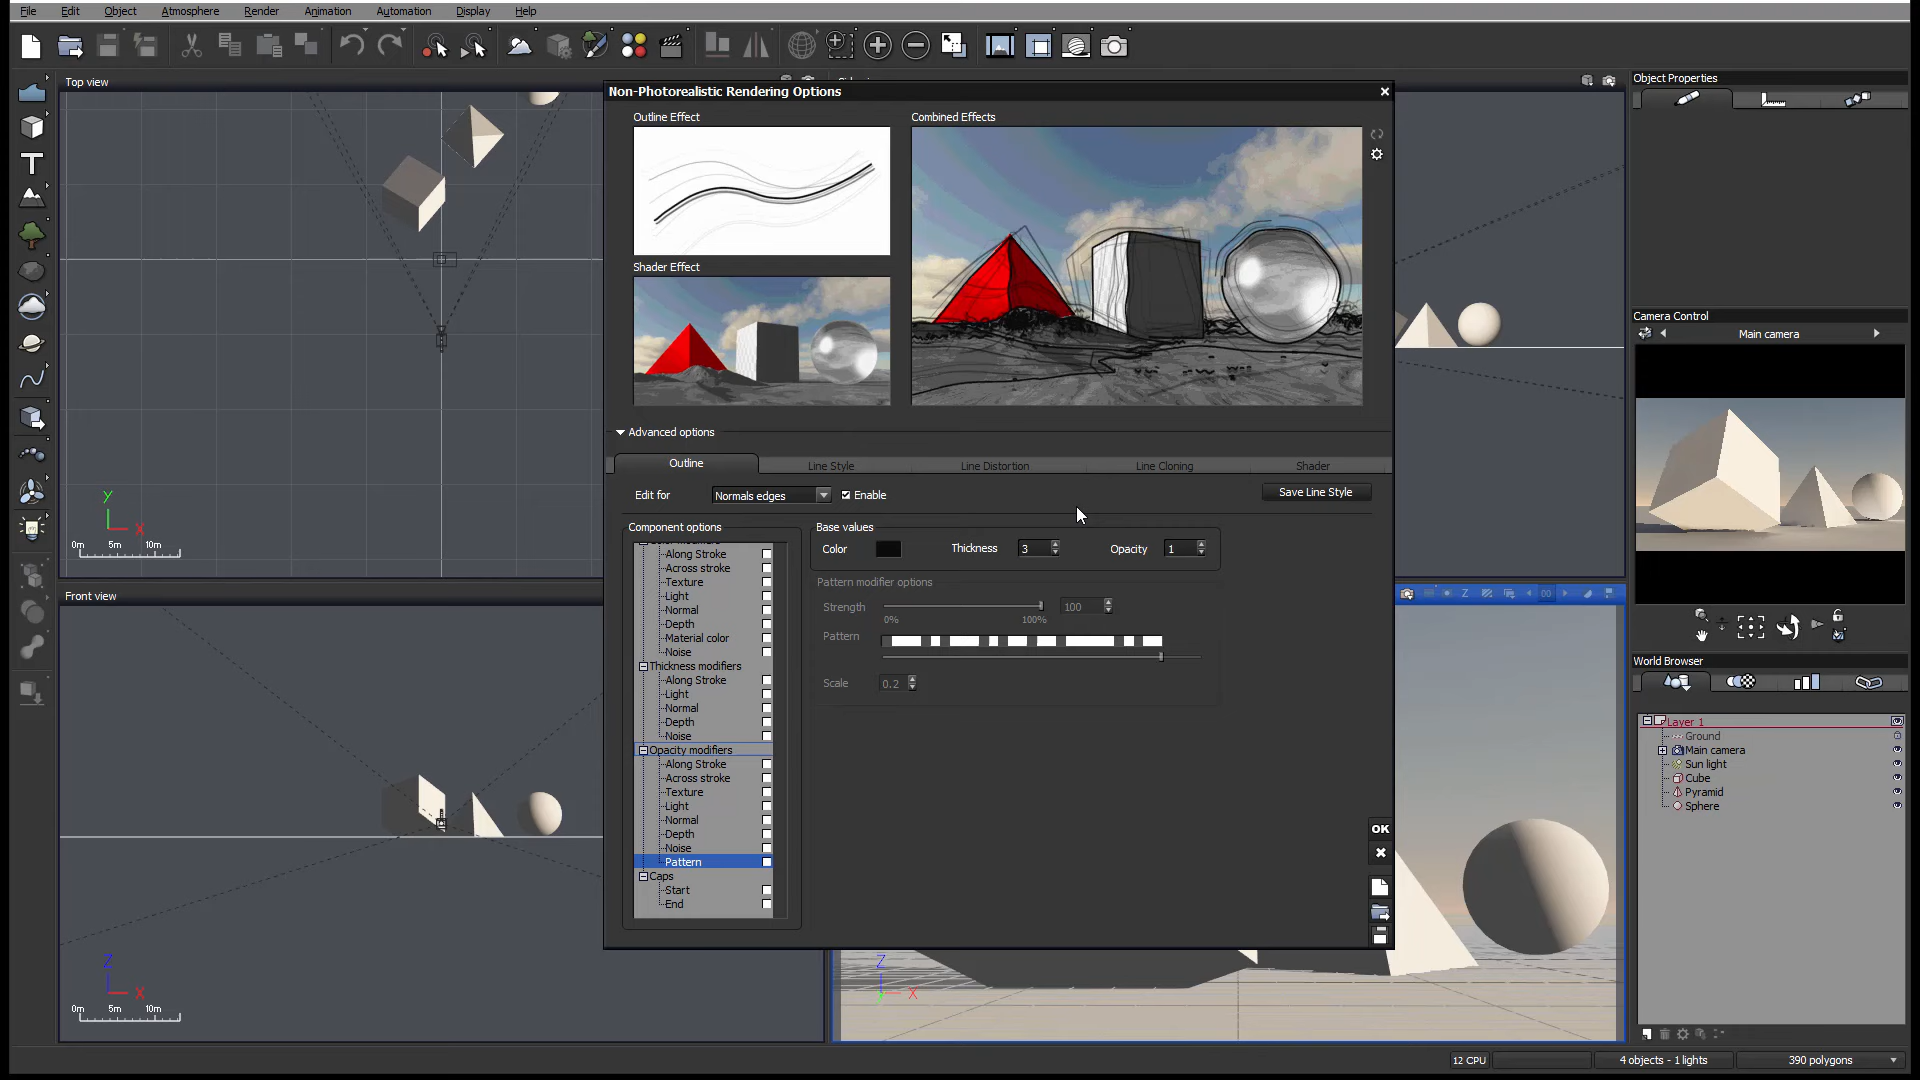 File Edit Object Atmosphere Render Animation Automation Display Help
Top view
Non-Photorealistic Rendering Options
Object Properties
Outline Effect
Combined Effects
Shader Effect
Camera Control
Main camera
Advanced options
Outline Line Style Line Distortion Line Cloning Shader
Edit for Normals edges Enable Save Line Style
Component options
Base values
Color Thickness 3 Opacity 1
Along Stroke
Across stroke
Texture
Light
Normal
Depth
Material color
Noise
Thickness modifiers
Along Stroke
Light
Normal
Depth
Noise
Opacity modifiers
Along Stroke
Across stroke
Texture
Light
Normal
Depth
Noise
Pattern
Caps
Start
End
Pattern modifier options
Strength 100
0% 100%
Pattern
Scale 0.2
OK
Y
X
0m 5m 10m
Front view
Z
X
0m 5m 10m
Z
X
Z
00
World Browser
Layer 1
Ground
Main camera
Sun light
Cube
Pyramid
Sphere
12 CPU
4 objects - 1 lights
390 polygons